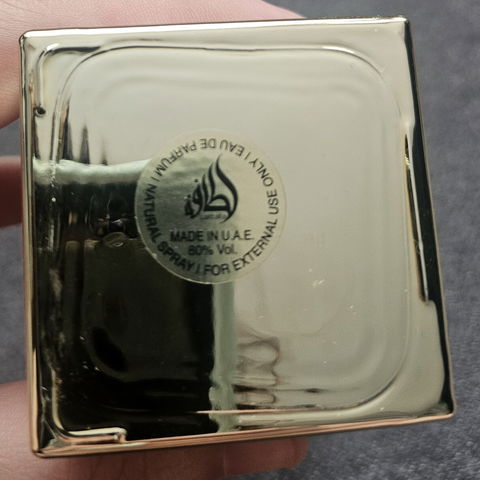 NATURAL SPRAY | FOR EXTERNAL USE ONLY | EAU DE PARFUM |
لطافة
MADE IN U.A.E.
80% Vol.